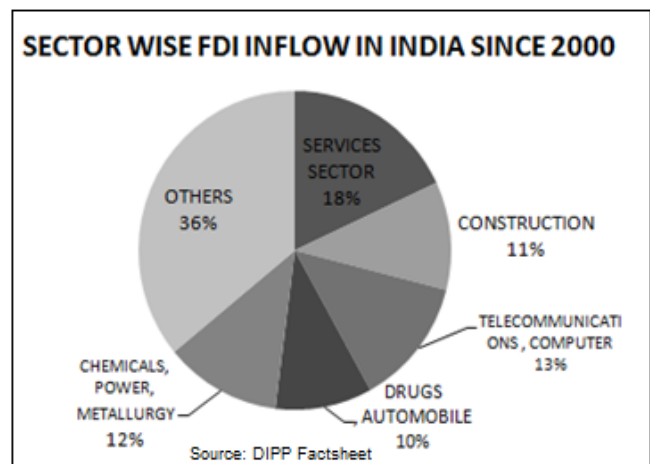 SECTOR WISE FDI INFLOW IN INDIA SINCE 2000
SERVICES
SECTOR
18%
OTHERS
36%
CONSTRUCTION
11%
TELECOMMUNICATI
ONS , COMPUTER
13%
CHEMICALS,
POWER,
METALLURGY
12%
DRUGS
, AUTOMOBILE
10%
Source: DIPP Factsheet